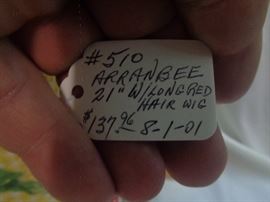 #510
ARRANBEE
21" W/LONG RED
HAIR WIG
$137.96 8-1-01